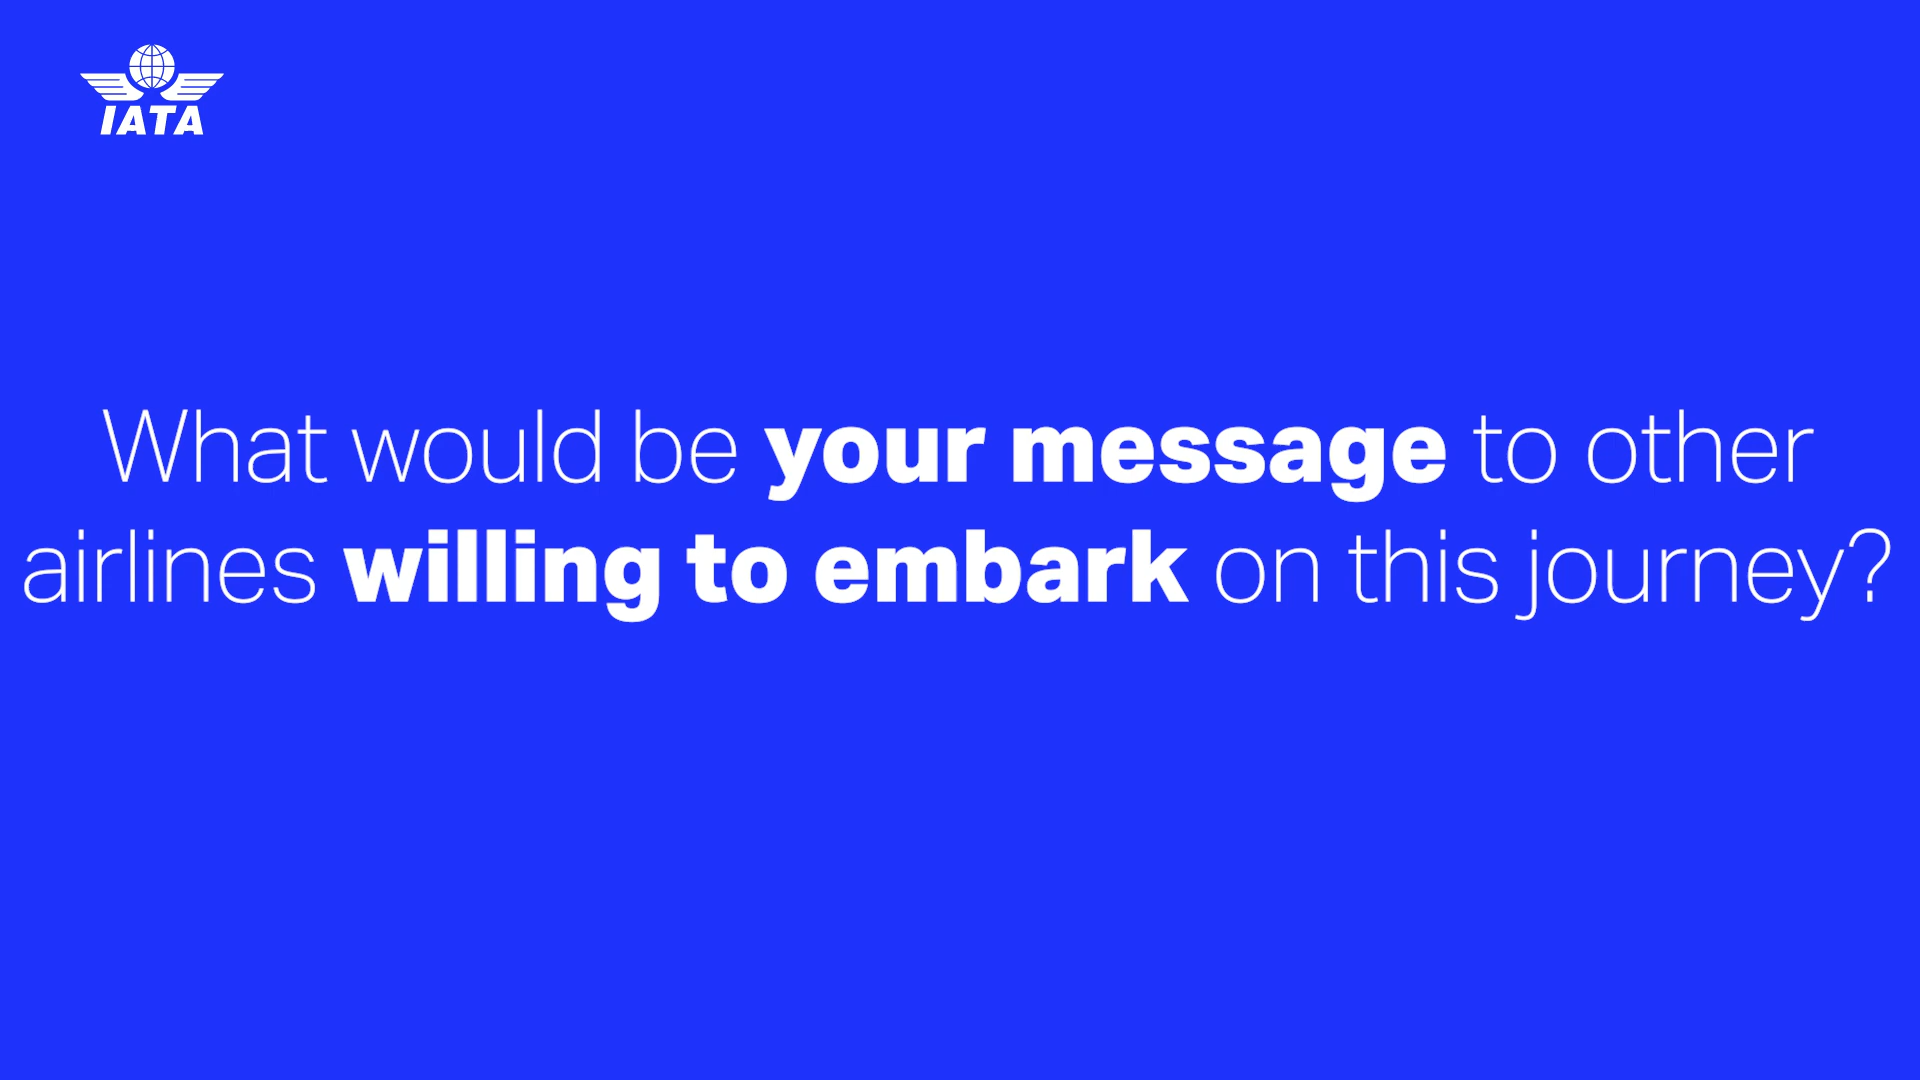 IATA
What would be your message to other
airlines willing to embark on this journey?